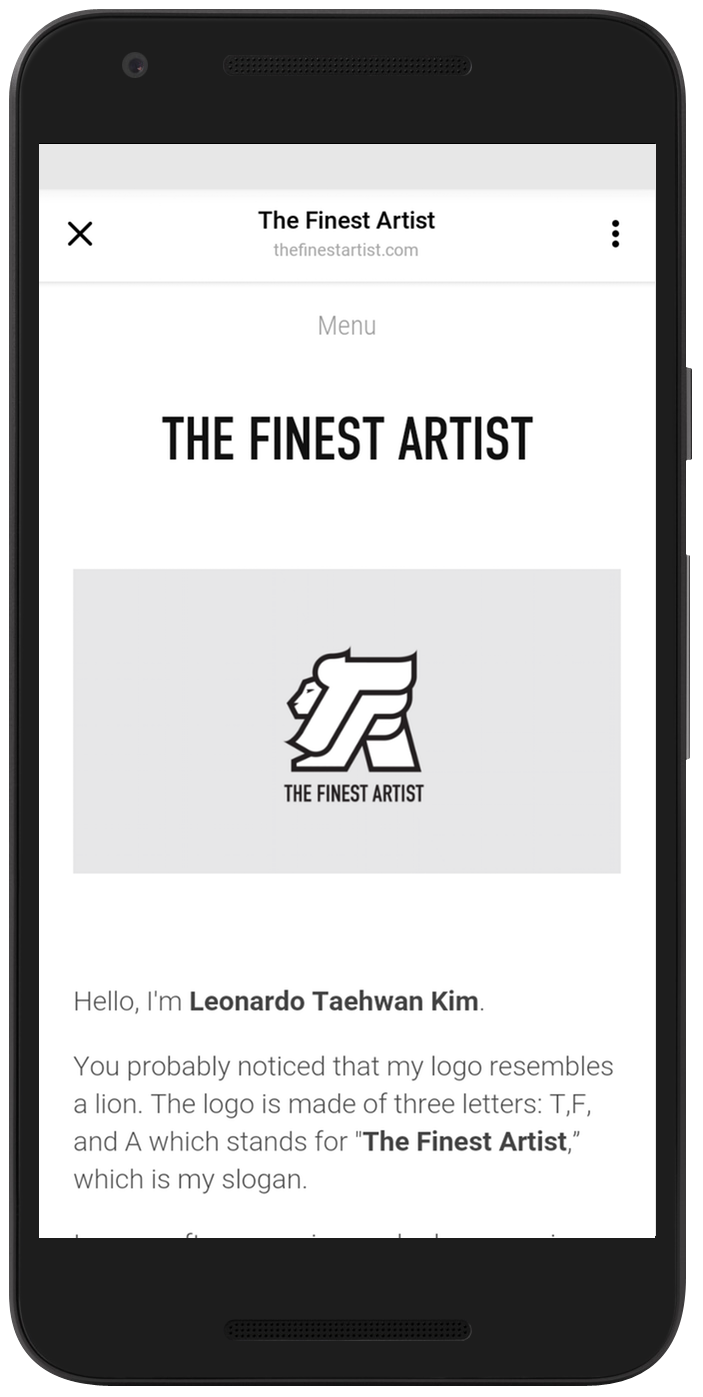 The Finest Artist
thefinestartist.com
Menu
THE FINEST ARTIST
THE FINEST ARTIST
Hello, I'm Leonardo Taehwan Kim.
You probably noticed that my logo resembles
a lion. The logo is made of three letters: T,F,
and A which stands for "The Finest Artist,”
which is my slogan.